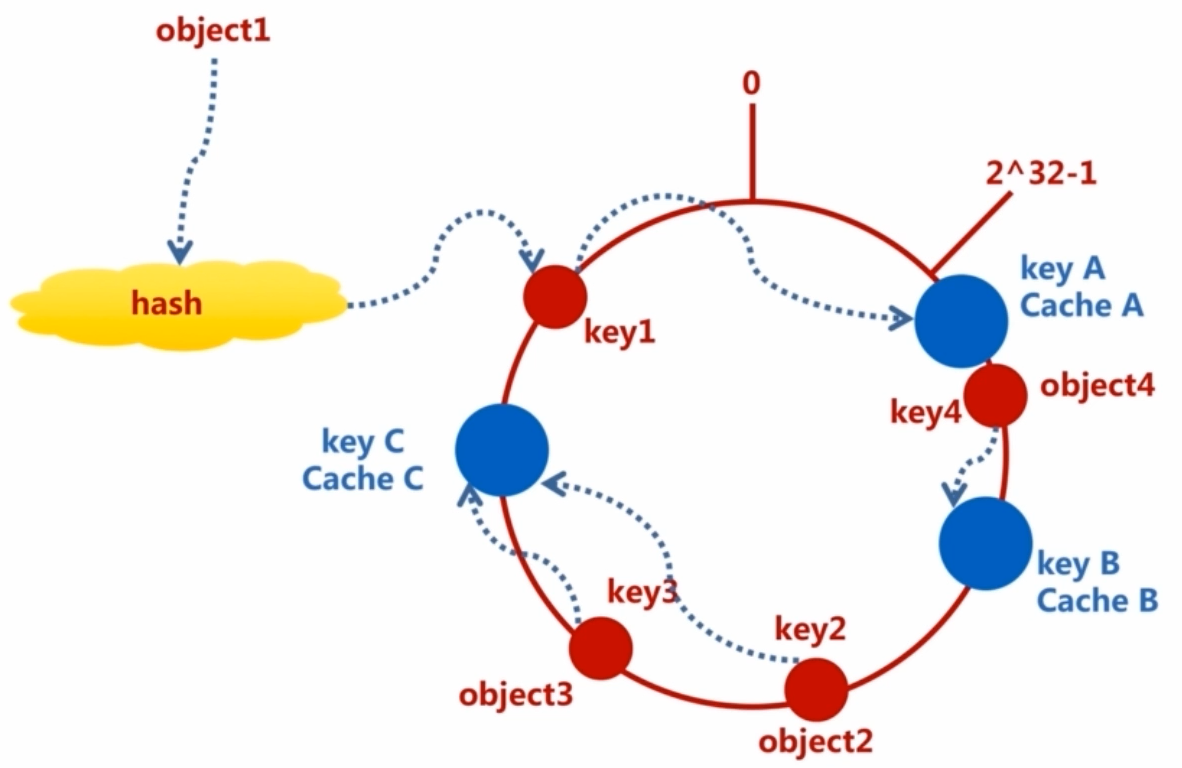 object1
0
2^32-1
hash
key A
Cache A
key1
object4
key4
key C
Cache C
key B
Cache B
key3
key2
object3
object2